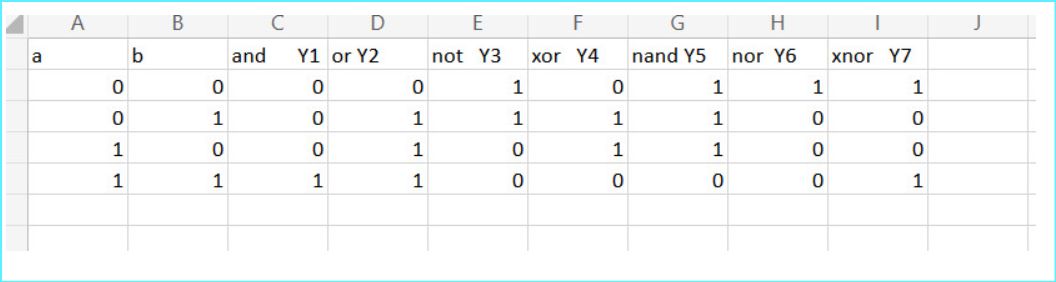 A B C D E F G H I J
a b and Y1 or Y2 not Y3 xor Y4 nand Y5 nor Y6 xnor Y7
0 0 0 0 1 0 1 1 1
0 1 0 1 1 1 1 0 0
1 0 0 1 0 1 1 0 0
1 1 1 1 0 0 0 0 1